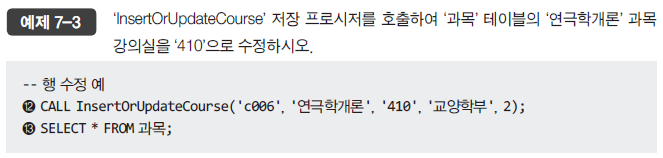 예제 7-3 ‘InsertOrUpdateCourse’ 저장 프로시저를 호출하여 ‘과목’ 테이블의 ‘연극학개론’ 과목
강의실을 ‘410’으로 수정하시오.
-- 행 수정 예
⓬ CALL InsertOrUpdateCourse('c006', '연극학개론', '410', '교양학부', 2);
⓭ SELECT * FROM 과목;